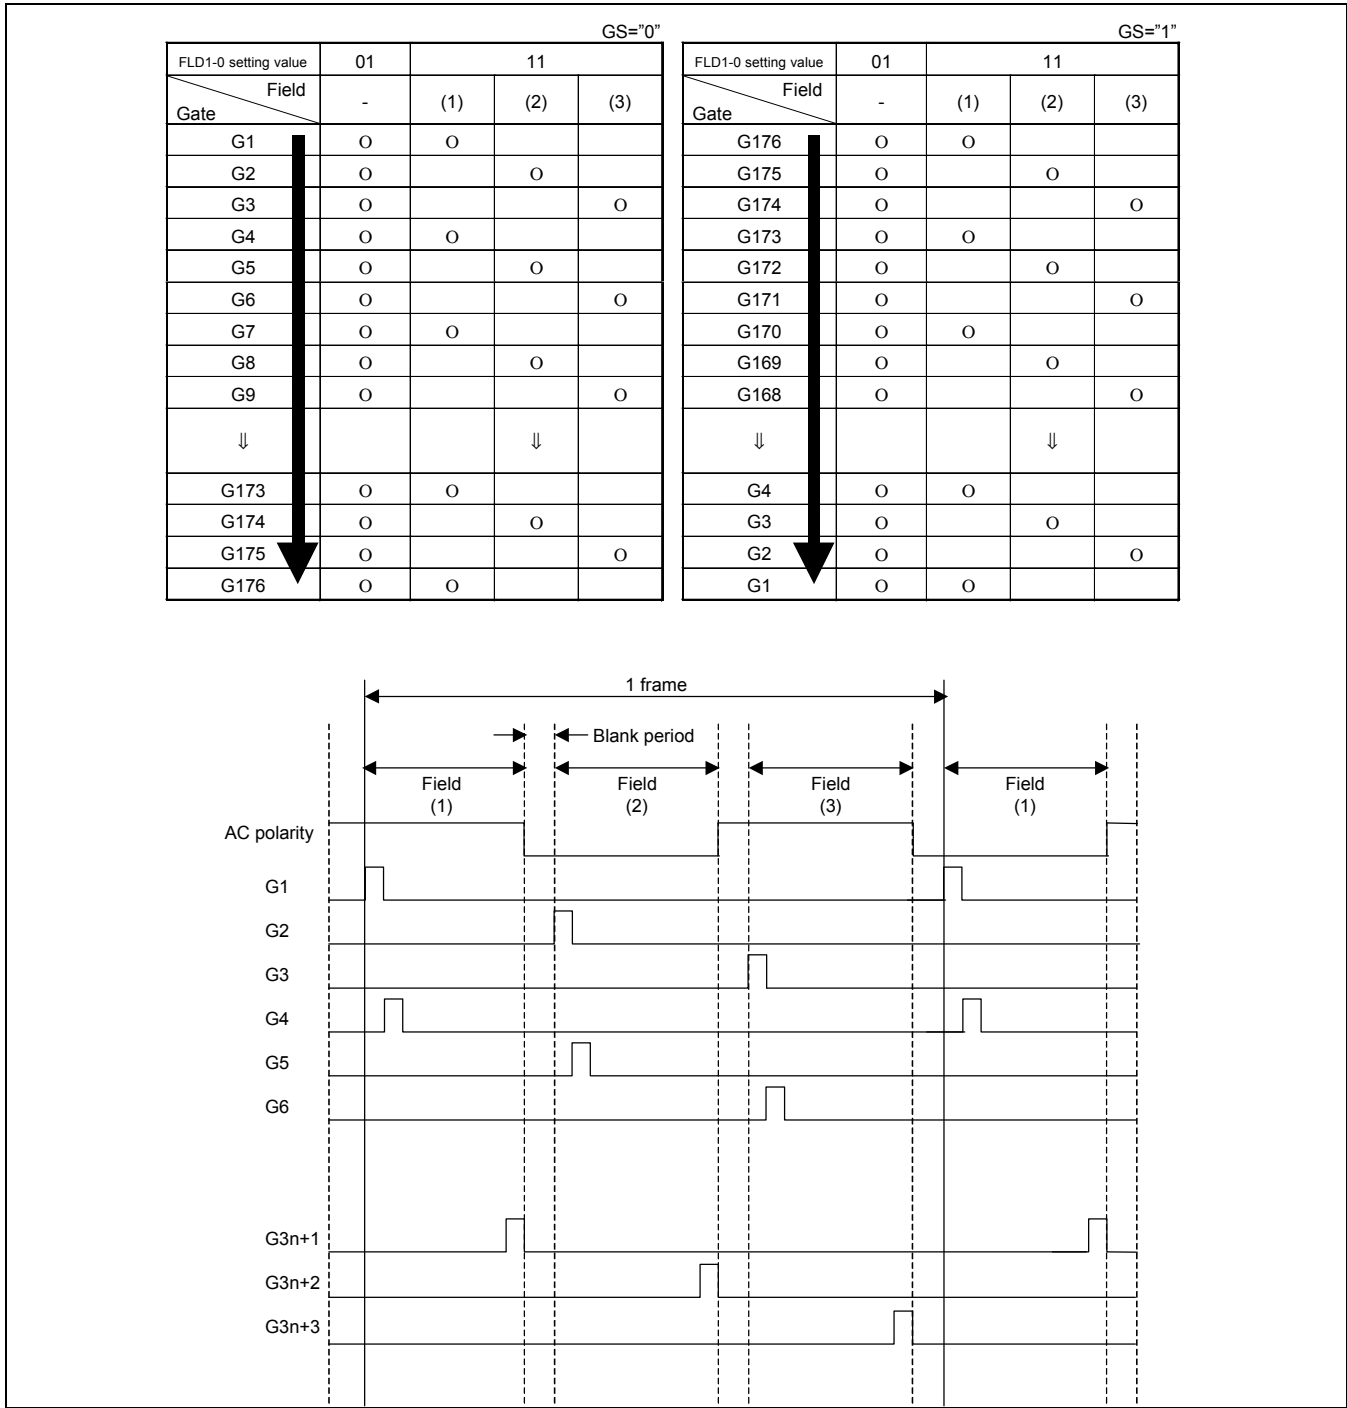 GS=”0”
FLD1-0 setting value 01 11
Field
Gate - (1) (2) (3)
G1 O O
G2 O O
G3 O O
G4 O O
G5 O O
G6 O O
G7 O O
G8 O O
G9 O O
⇓ ⇓
G173 O O
G174 O O
G175 O O
G176 O O
GS=”1”
FLD1-0 setting value 01 11
Field
Gate - (1) (2) (3)
G176 O O
G175 O O
G174 O O
G173 O O
G172 O O
G171 O O
G170 O O
G169 O O
G168 O O
⇓ ⇓
G4 O O
G3 O O
G2 O O
G1 O O
1 frame
Blank period
Field (1)
Field (2)
Field (3)
Field (1)
AC polarity
G1
G2
G3
G4
G5
G6
G3n+1
G3n+2
G3n+3